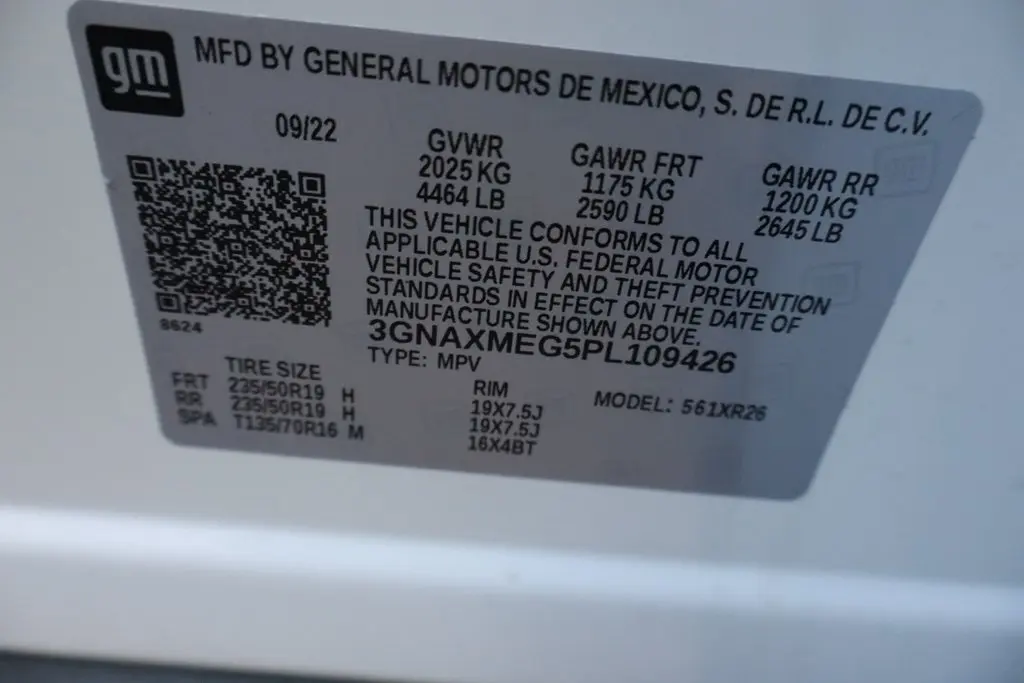 gm
MFD BY GENERAL MOTORS DE MEXICO, S. DE R.L. DE C.V.
09/22
GVWR
2025 KG
4464 LB
GAWR FRT
1175 KG
2590 LB
GAWR RR
1200 KG
2645 LB
THIS VEHICLE CONFORMS TO ALL
APPLICABLE U.S. FEDERAL MOTOR
VEHICLE SAFETY AND THEFT PREVENTION
STANDARDS IN EFFECT ON THE DATE OF
MANUFACTURE SHOWN ABOVE.
3GNAXMEG5PL109426
TYPE: MPV
MODEL: 561XR26
8624
TIRE SIZE RIM
FRT 235/50R19 H 19X7.5J
RR 235/50R19 H 19X7.5J
SPA T135/70R16 M 16X4BT